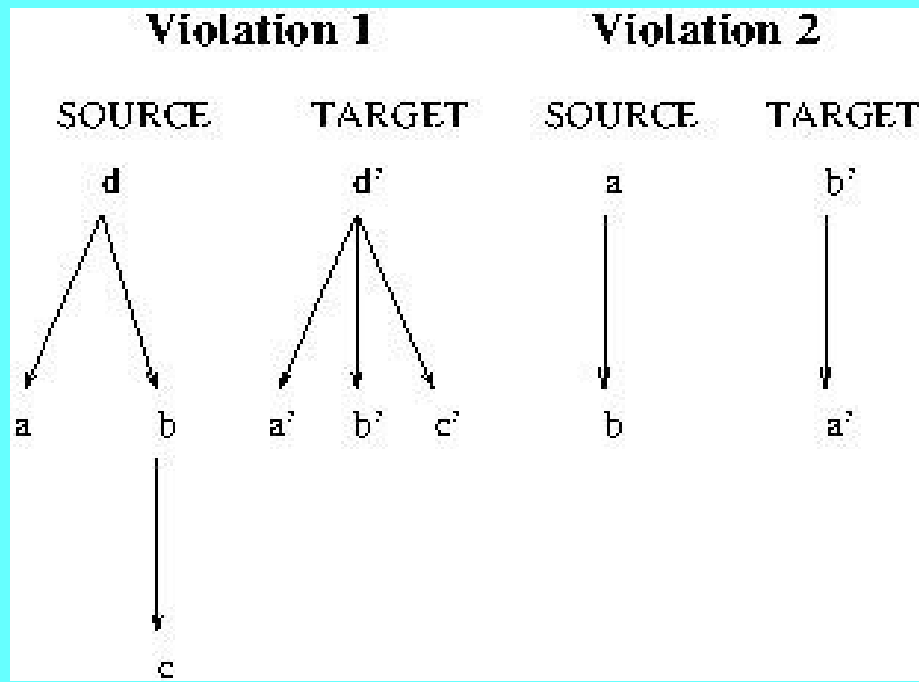 Violation 1 Violation 2
SOURCE TARGET SOURCE TARGET
d d' a b'
a b a' b' c' b a'
c